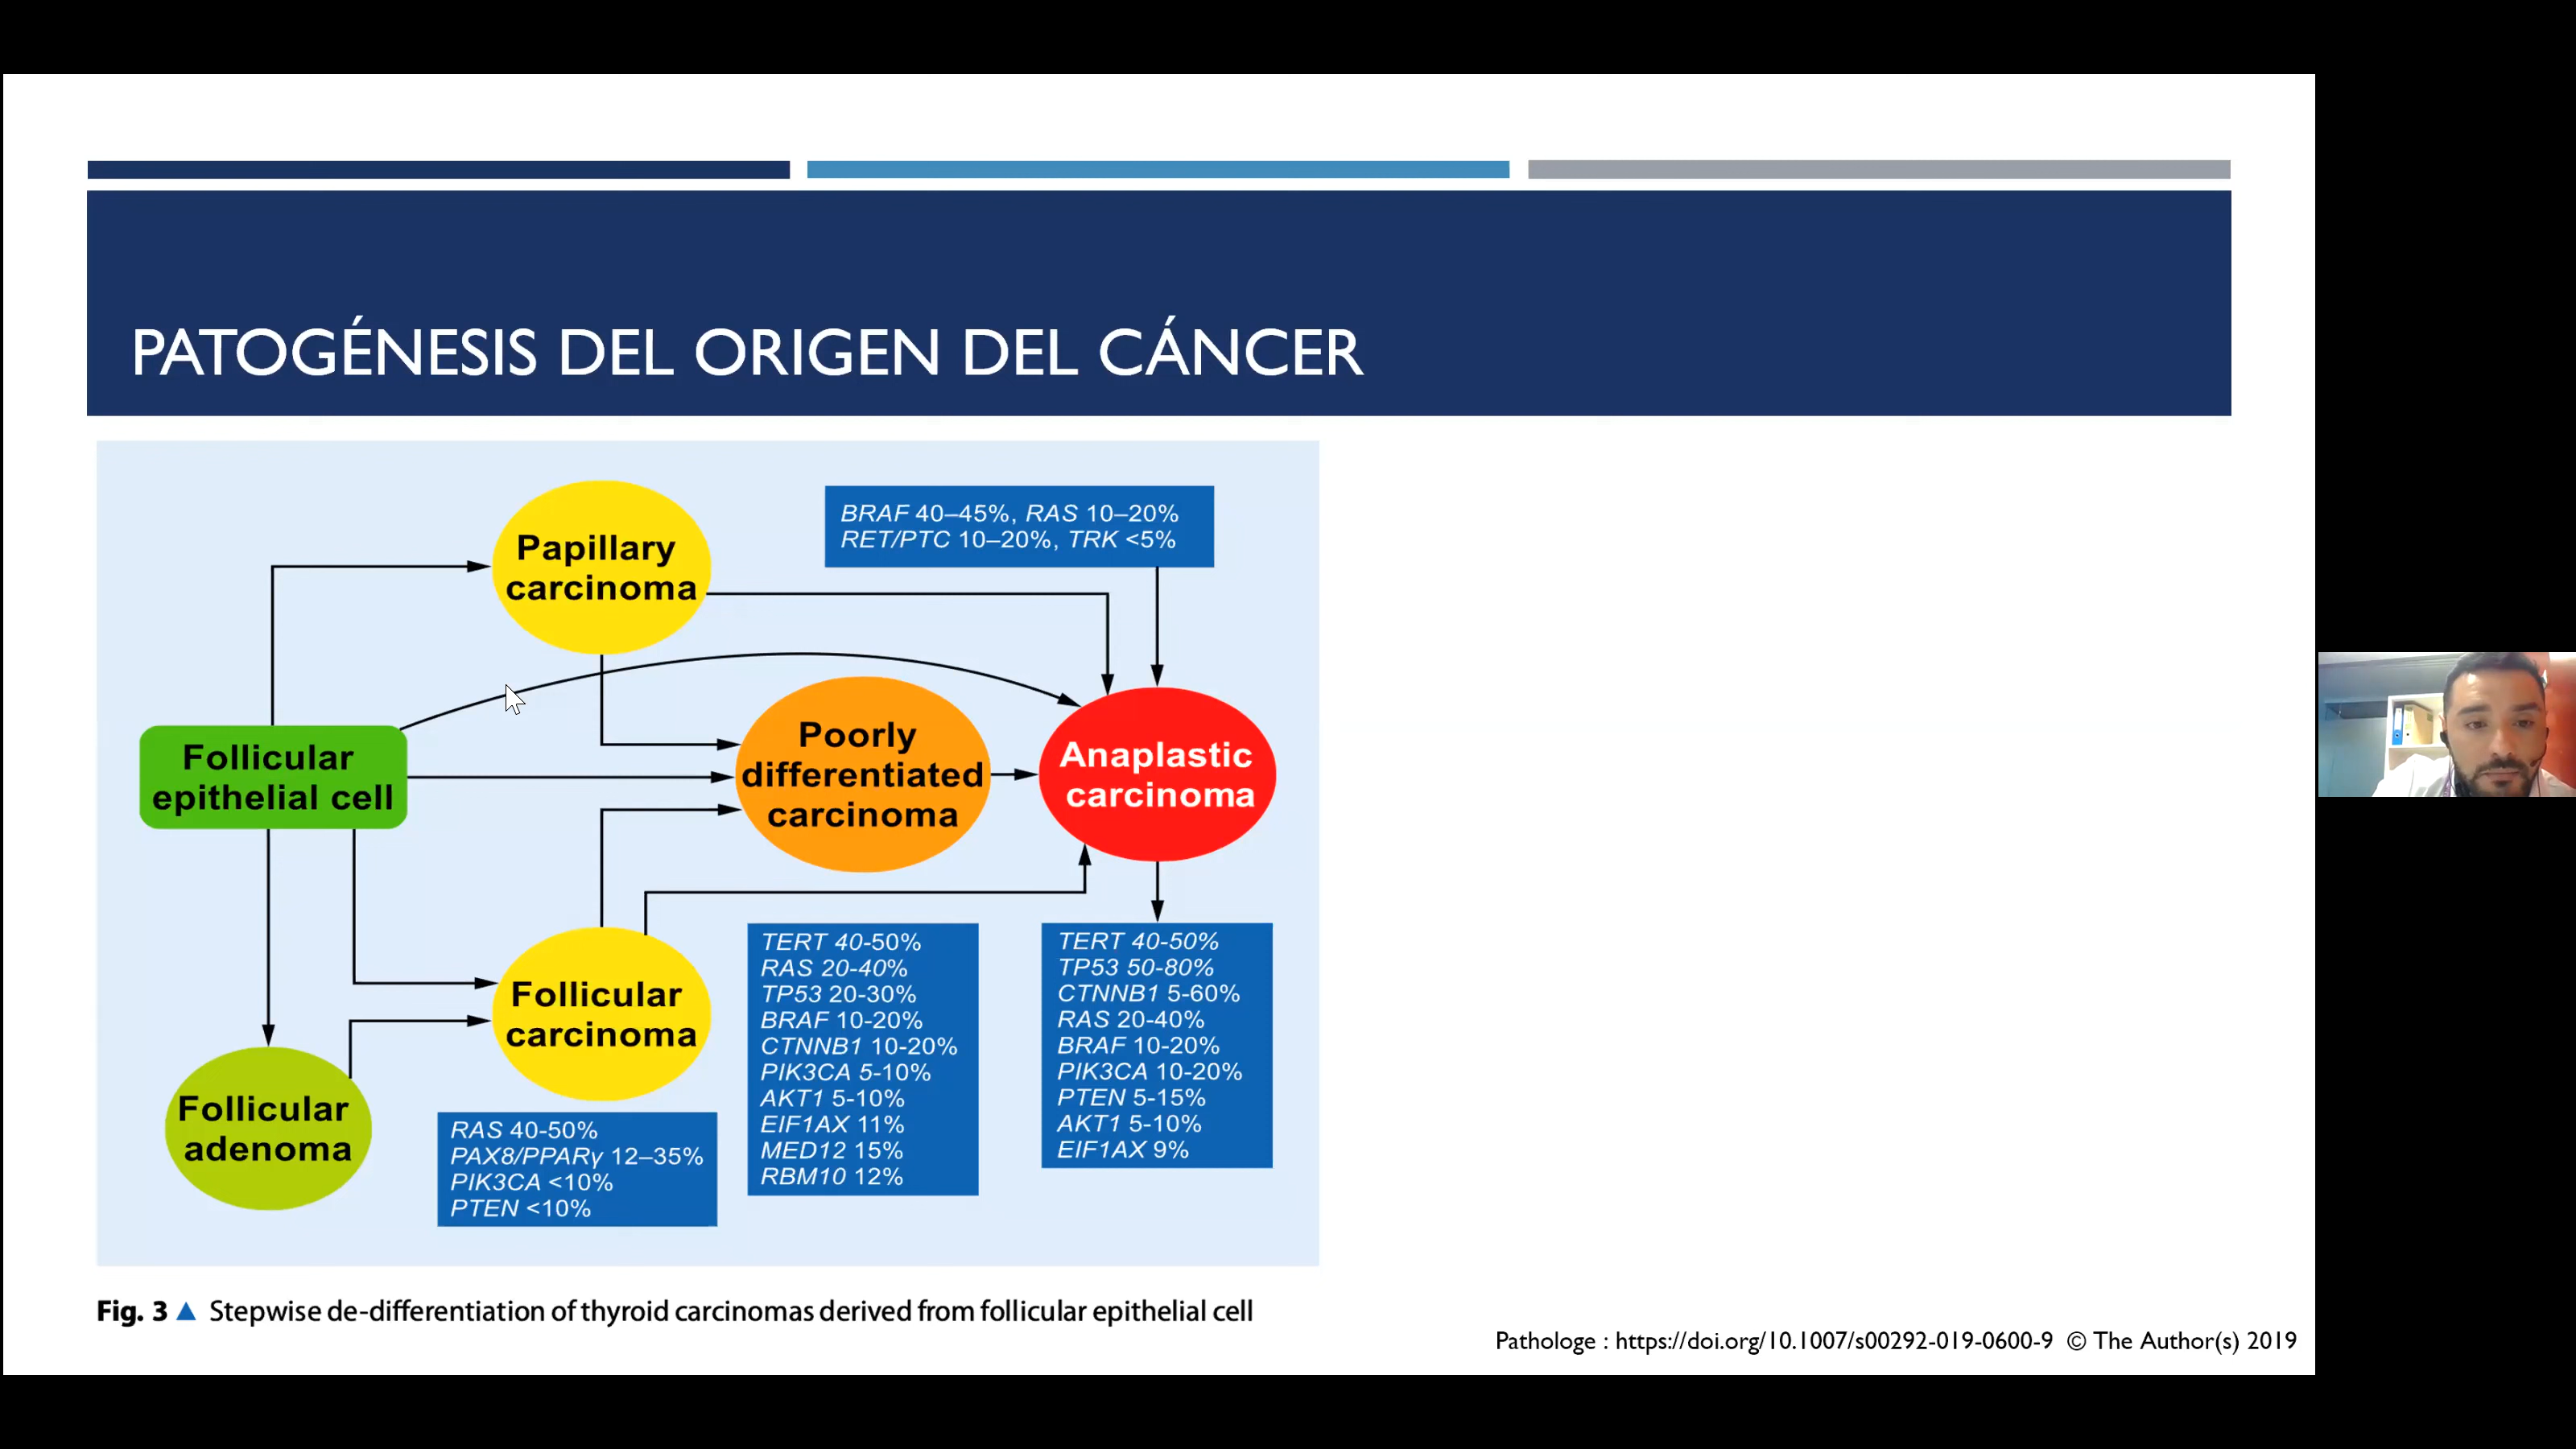 PATOGÉNESIS DEL ORIGEN DEL CÁNCER
Papillary
carcinoma
BRAF 40–45%, RAS 10–20%
RET/PTC 10–20%, TRK <5%
Follicular
epithelial cell
Poorly
differentiated
carcinoma
Anaplastic
carcinoma
Follicular
carcinoma
Follicular
adenoma
RAS 40-50%
PAX8/PPARγ 12–35%
PIK3CA <10%
PTEN <10%
TERT 40-50%
RAS 20-40%
TP53 20-30%
BRAF 10-20%
CTNNB1 10-20%
PIK3CA 5-10%
AKT1 5-10%
EIF1AX 11%
MED12 15%
RBM10 12%
TERT 40-50%
TP53 50-80%
CTNNB1 5-60%
RAS 20-40%
BRAF 10-20%
PIK3CA 10-20%
PTEN 5-15%
AKT1 5-10%
EIF1AX 9%
Fig. 3 ▲ Stepwise de-differentiation of thyroid carcinomas derived from follicular epithelial cell
Pathologe : https://doi.org/10.1007/s00292-019-0600-9 © The Author(s) 2019